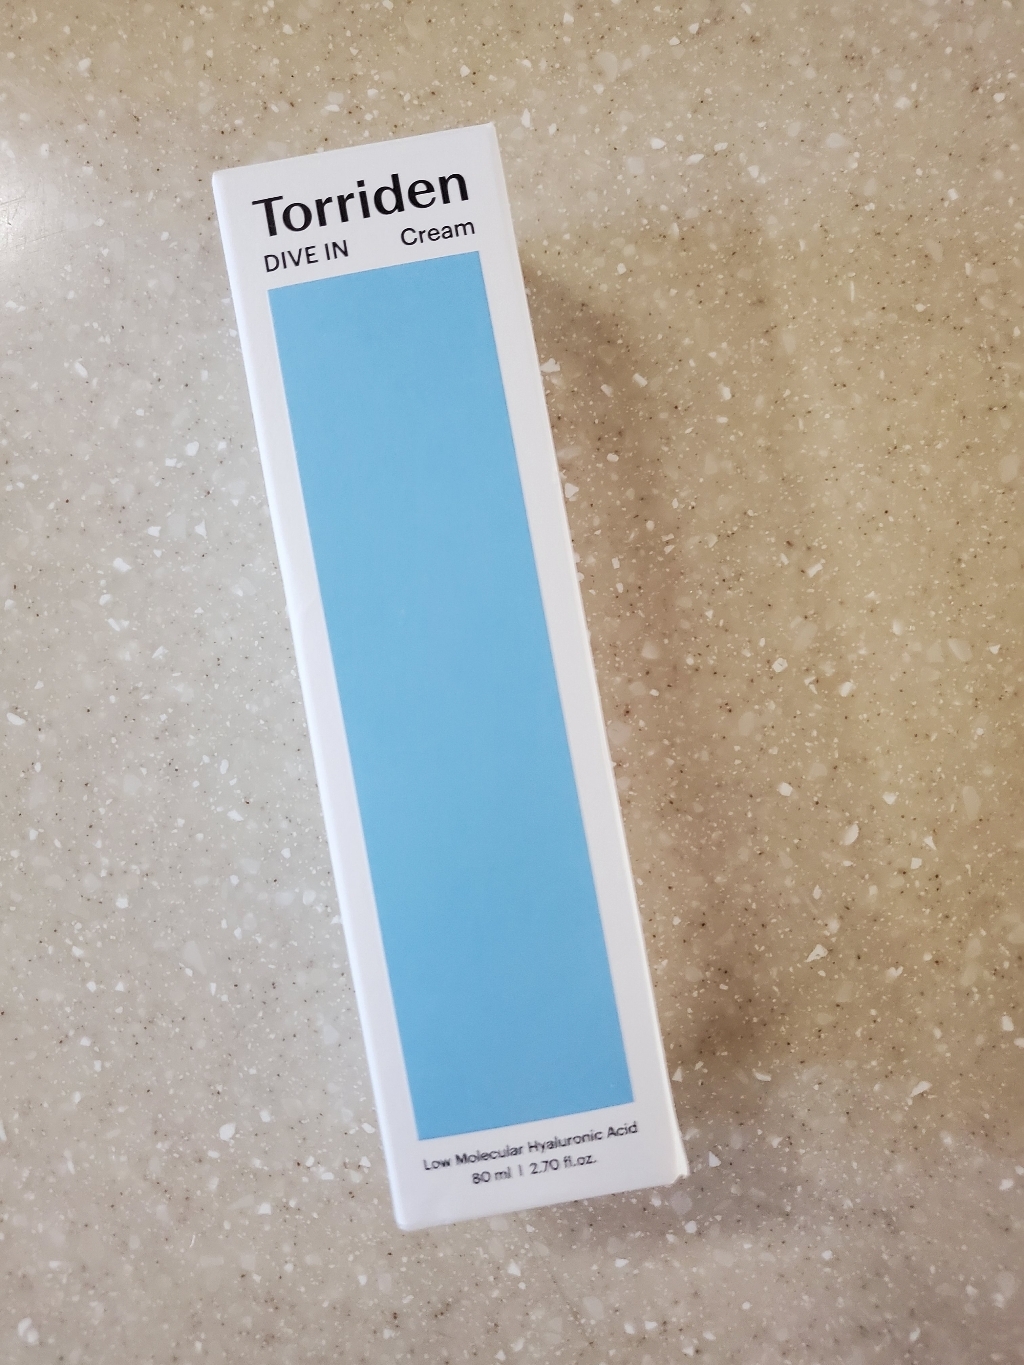 Torriden
DIVE IN Cream
Low Molecular Hyaluronic Acid
80 ml | 2.70 fl.oz.